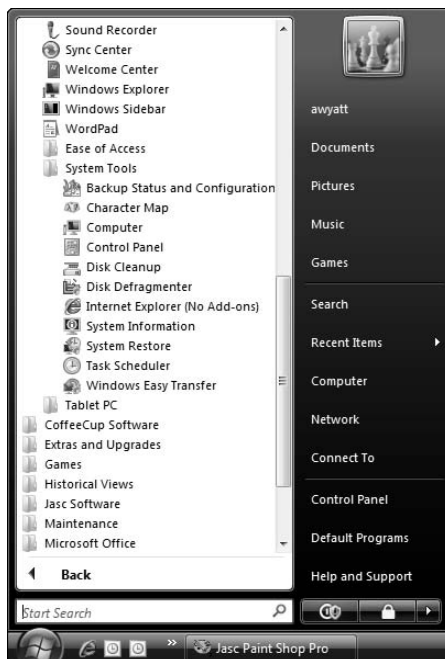 Sound Recorder
Sync Center
Welcome Center
Windows Explorer
Windows Sidebar
WordPad
Ease of Access
System Tools
Backup Status and Configuration
Character Map
Computer
Control Panel
Disk Cleanup
Disk Defragmenter
Internet Explorer (No Add-ons)
System Information
System Restore
Task Scheduler
Windows Easy Transfer
Tablet PC
CoffeeCup Software
Extras and Upgrades
Games
Historical Views
Jasc Software
Maintenance
Microsoft Office
Back
Start Search
awyatt
Documents
Pictures
Music
Games
Search
Recent Items
Computer
Network
Connect To
Control Panel
Default Programs
Help and Support
Jasc Paint Shop Pro